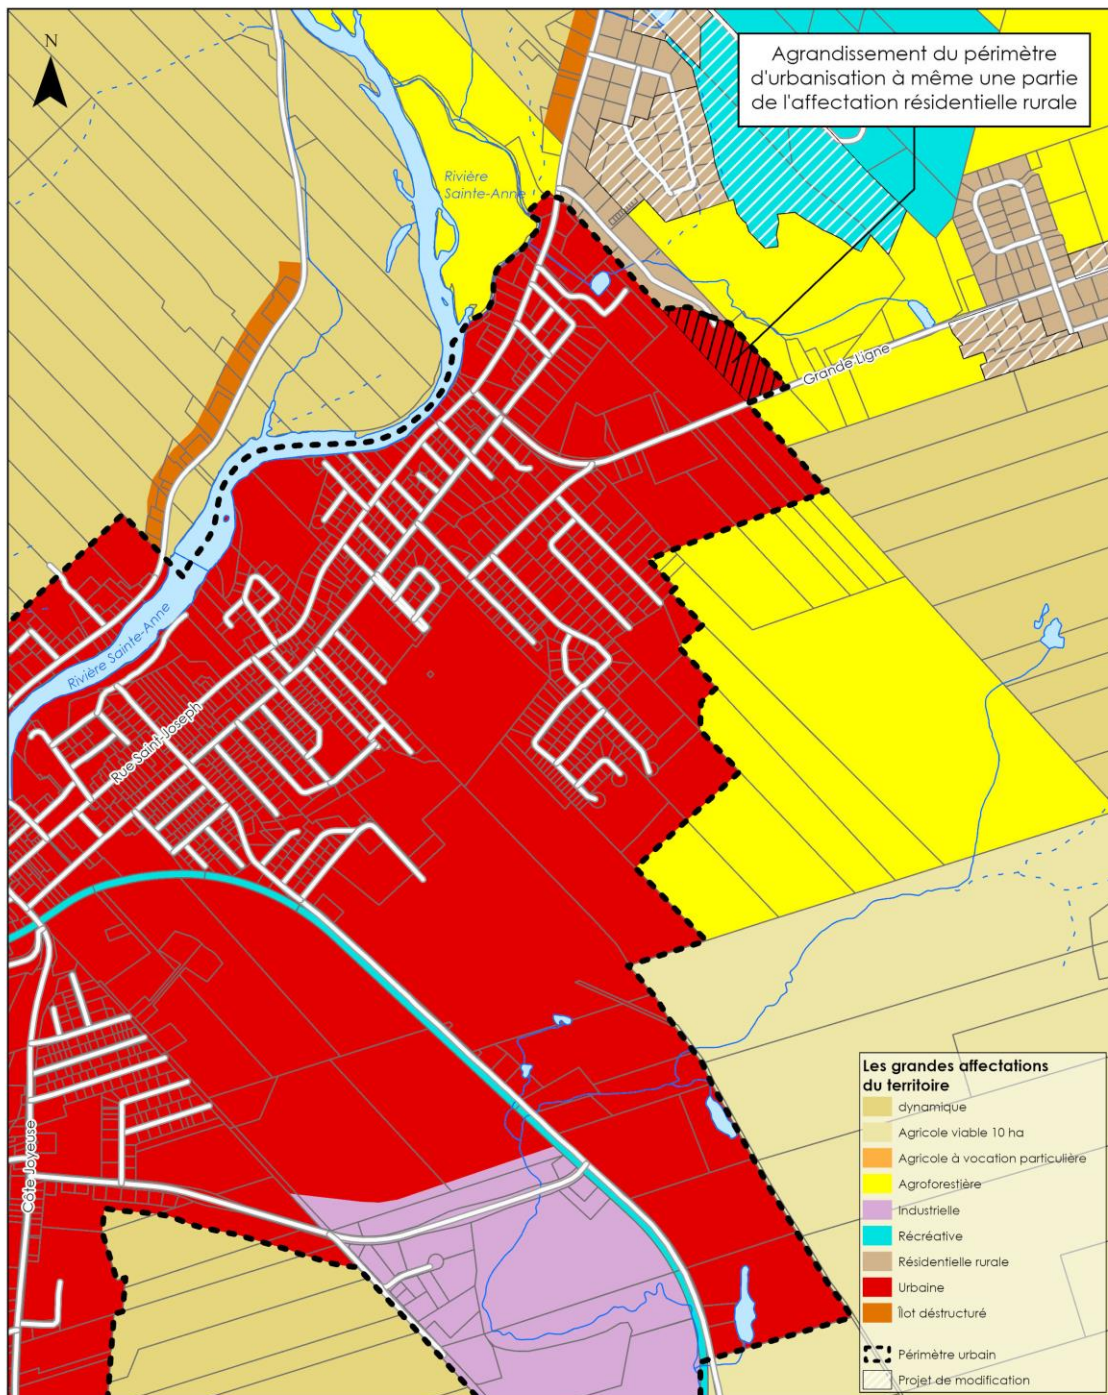 N
Agrandissement du périmètre
d'urbanisation à même une partie
de l'affectation résidentielle rurale
Rivière
Sainte-Anne
Grande Ligne
Rivière Sainte-Anne
Rue Saint-Joseph
Côte Joyeuse
Les grandes affectations
du territoire
dynamique
Agricole viable 10 ha
Agricole à vocation particulière
Agroforestière
Industrielle
Récréative
Résidentielle rurale
Urbaine
Îlot déstructuré
Périmètre urbain
Projet de modification